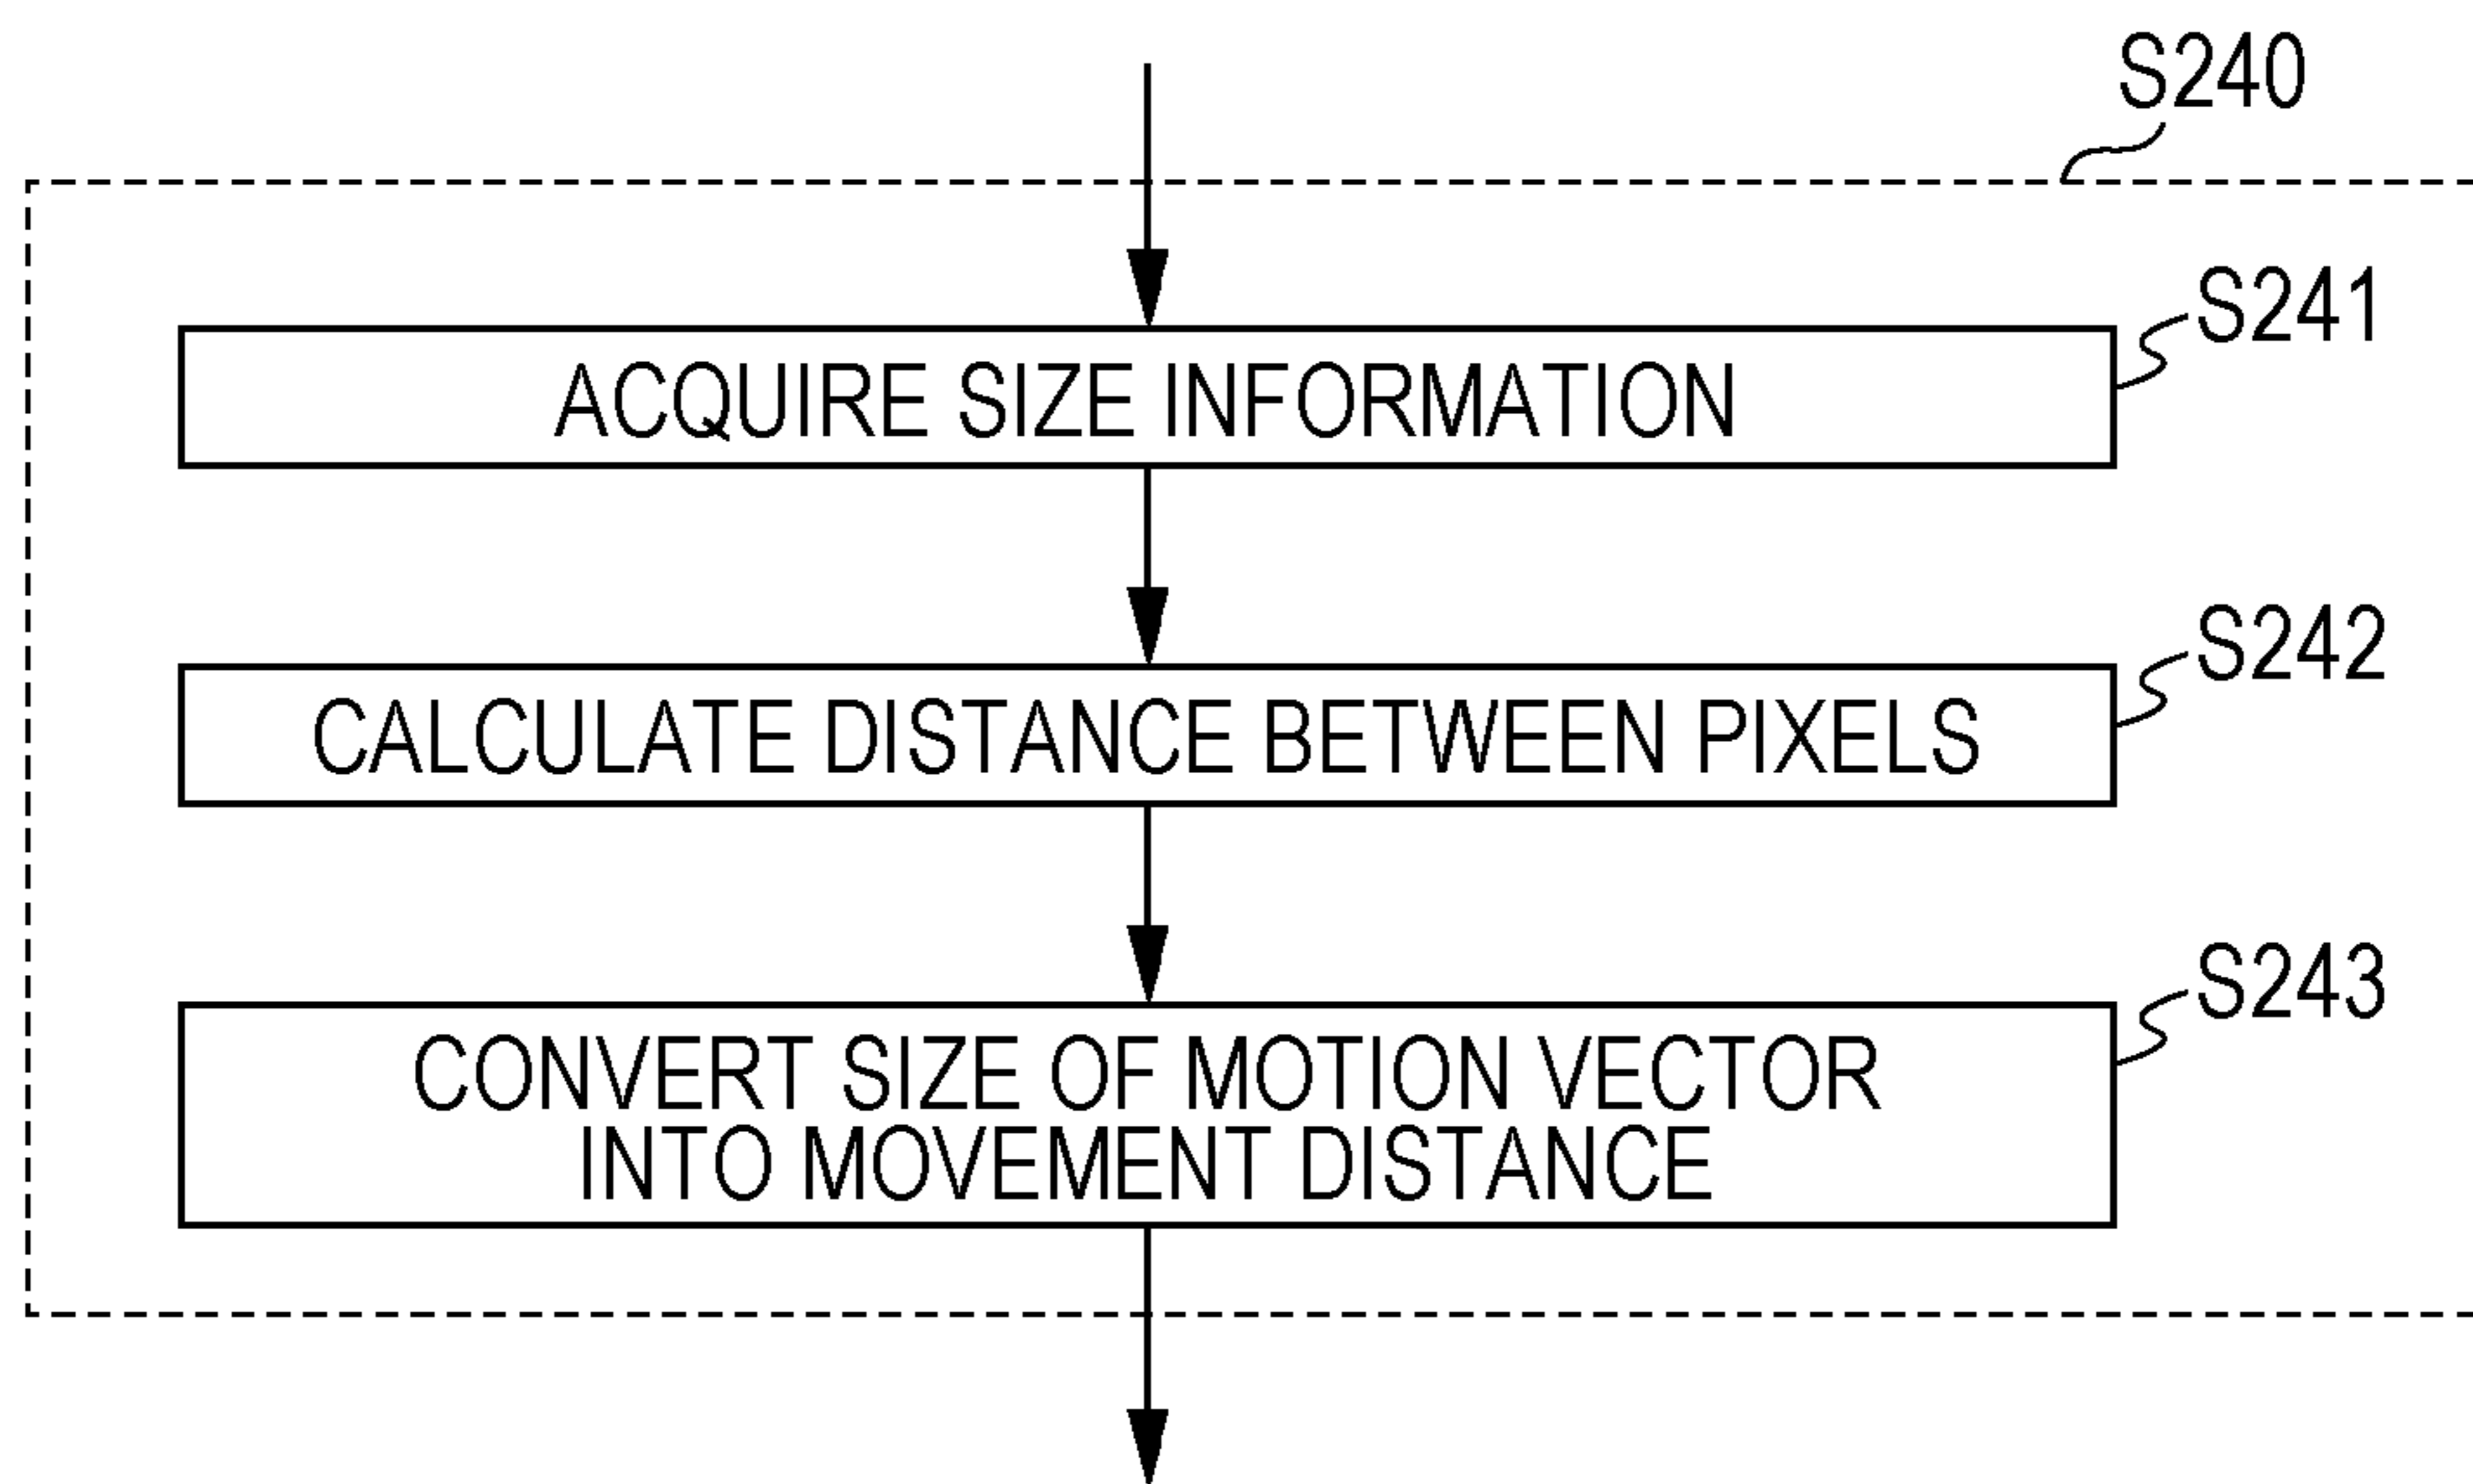 S240
S241
ACQUIRE SIZE INFORMATION
S242
CALCULATE DISTANCE BETWEEN PIXELS
S243
CONVERT SIZE OF MOTION VECTOR
INTO MOVEMENT DISTANCE